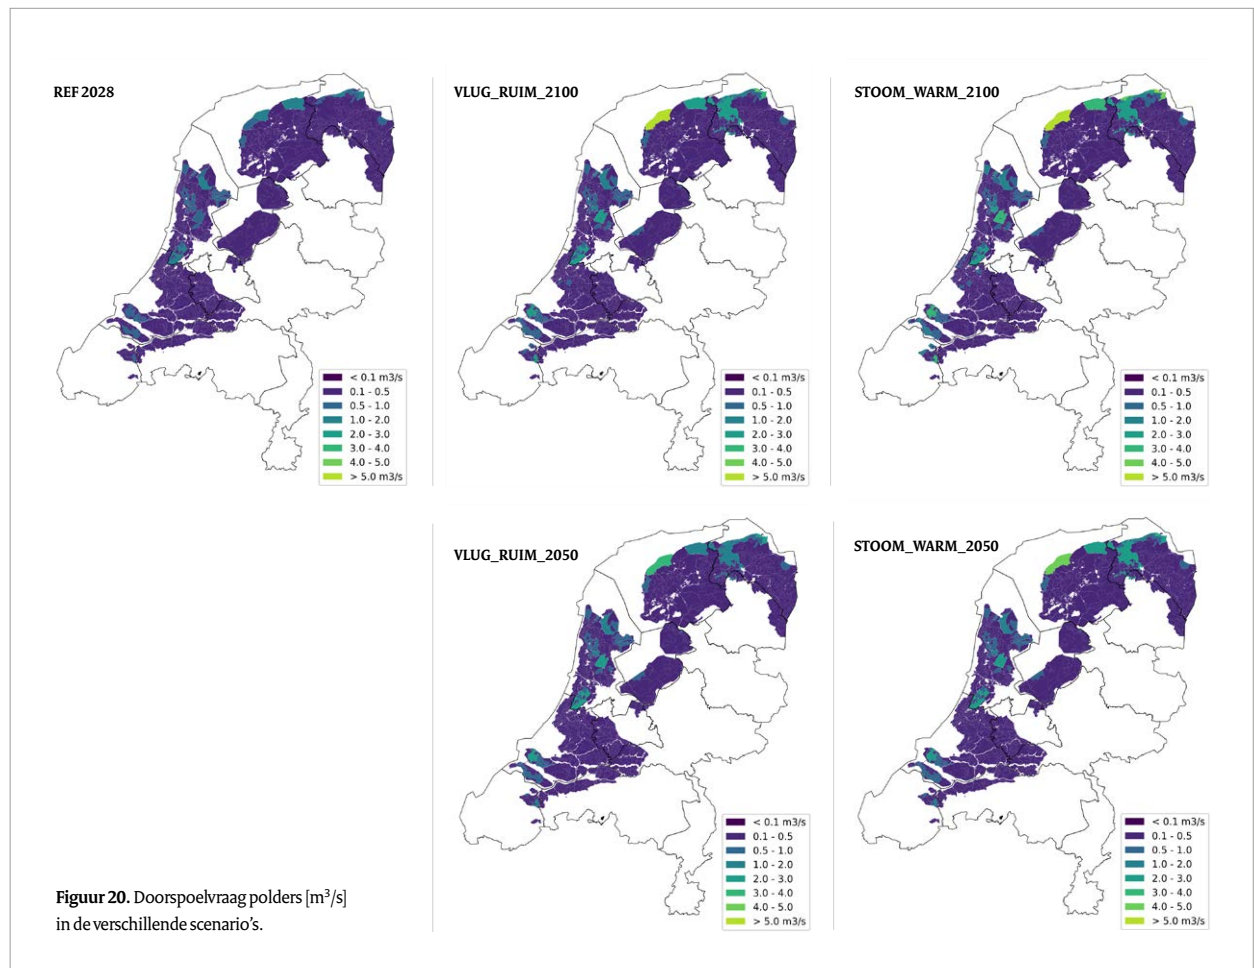 REF 2028
VLUG_RUIM_2100
STOOM_WARM_2100
< 0.1 m3/s
0.1 - 0.5
0.5 - 1.0
1.0 - 2.0
2.0 - 3.0
3.0 - 4.0
4.0 - 5.0
> 5.0 m3/s
< 0.1 m3/s
0.1 - 0.5
0.5 - 1.0
1.0 - 2.0
2.0 - 3.0
3.0 - 4.0
4.0 - 5.0
> 5.0 m3/s
< 0.1 m3/s
0.1 - 0.5
0.5 - 1.0
1.0 - 2.0
2.0 - 3.0
3.0 - 4.0
4.0 - 5.0
> 5.0 m3/s
VLUG_RUIM_2050
STOOM_WARM_2050
< 0.1 m3/s
0.1 - 0.5
0.5 - 1.0
1.0 - 2.0
2.0 - 3.0
3.0 - 4.0
4.0 - 5.0
> 5.0 m3/s
< 0.1 m3/s
0.1 - 0.5
0.5 - 1.0
1.0 - 2.0
2.0 - 3.0
3.0 - 4.0
4.0 - 5.0
> 5.0 m3/s
Figuur 20. Doorspoelvraag polders [m³/s]
in de verschillende scenario's.